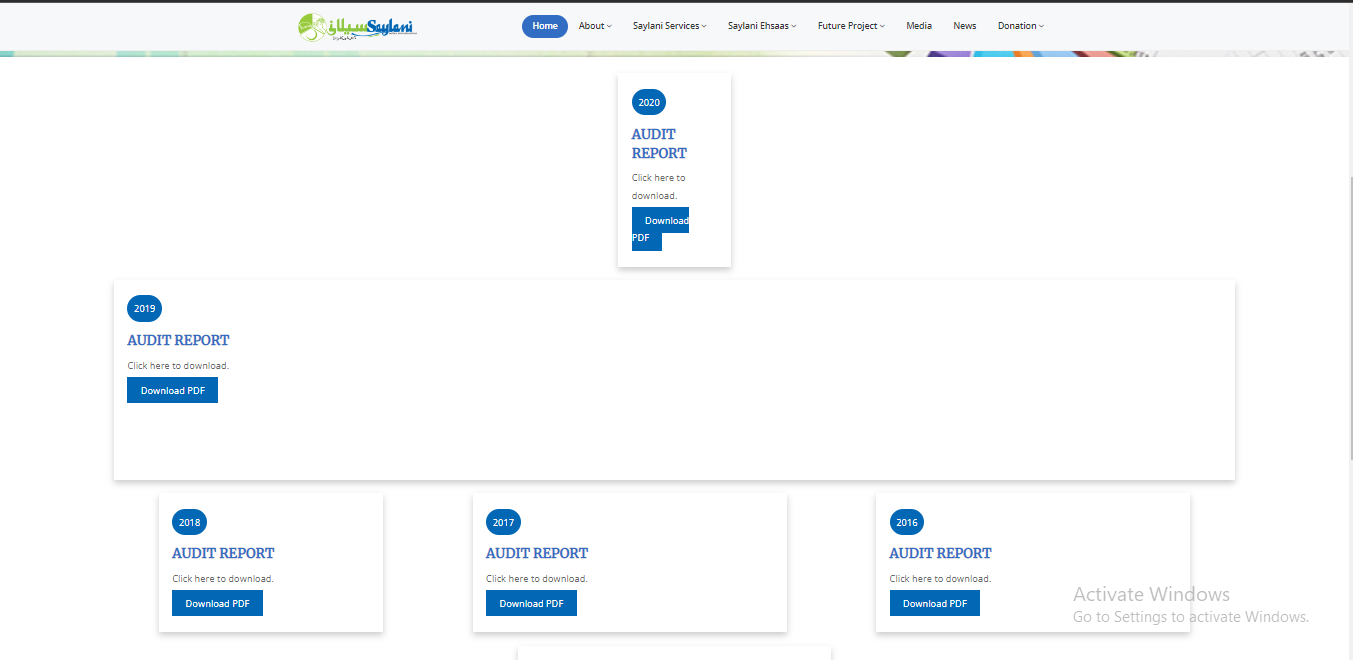 سیلانی Saylani
Home About Saylani Services Saylani Ehsaas Future Project Media News Donation
2020
AUDIT
REPORT
Click here to
download.
Download
PDF
2019
AUDIT REPORT
Click here to download.
Download PDF
2018 2017 2016
AUDIT REPORT AUDIT REPORT AUDIT REPORT
Click here to download. Click here to download. Click here to download.
Download PDF Download PDF Download PDF
Activate Windows
Go to Settings to activate Windows.